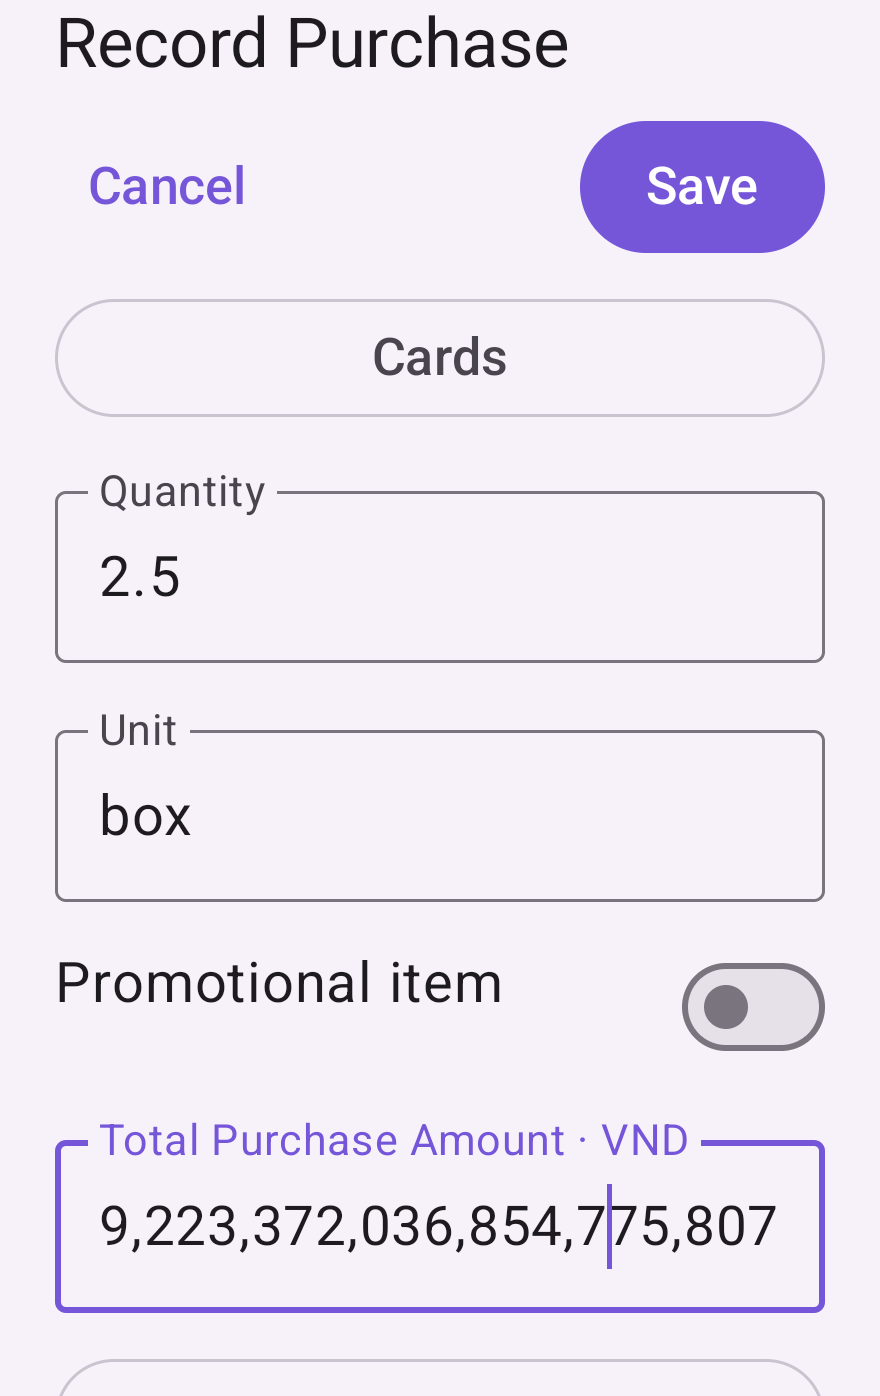 Record Purchase
Cancel
Save
Cards
Quantity
2.5
Unit
box
Promotional item
Total Purchase Amount · VND
9,223,372,036,854,775,807